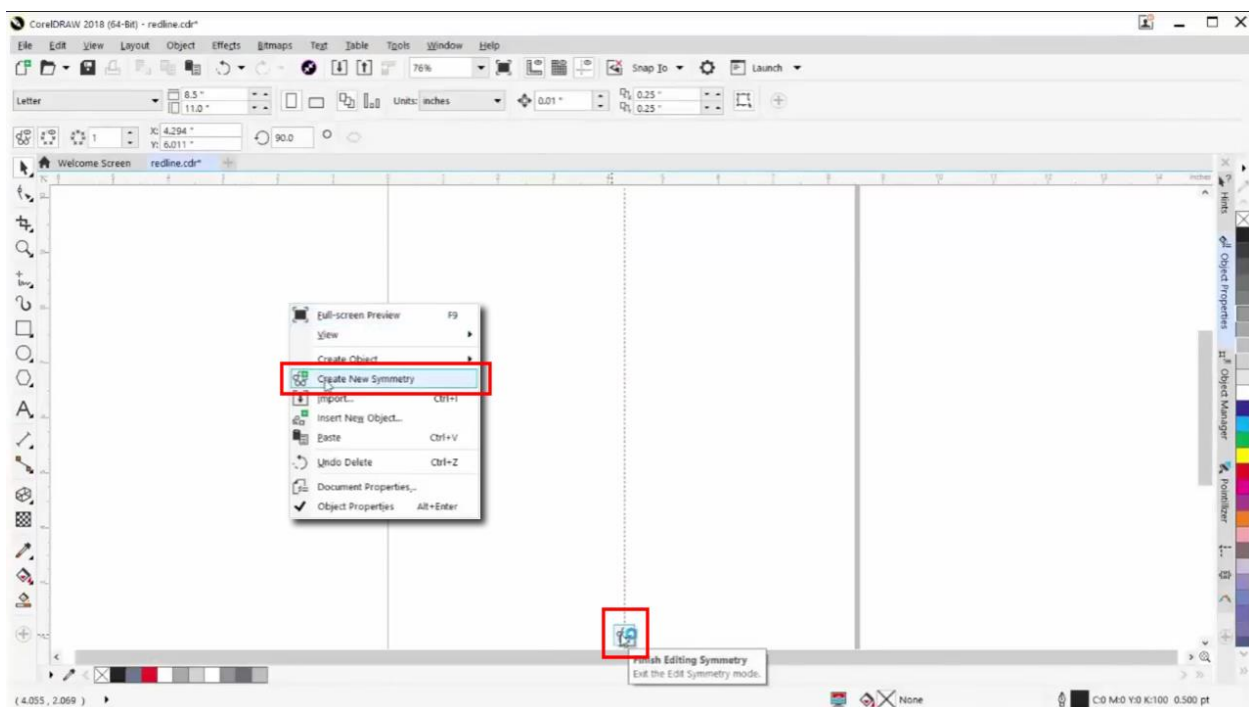 CorelDRAW 2018 (64-Bit) - redline.cdr*
File Edit View Layout Object Effects Bitmaps Text Table Tools Window Help
76% Snap To Launch
Letter 8.5 " 11.0 " Units: inches 0.01 " 0.25 " 0.25 "
1 X: 4.294 " Y: 6.011 " 90.0
Welcome Screen redline.cdr*
inches
Hints
Object Properties
Object Manager
Pointillizer
Full-screen Preview F9
View
Create Object
Create New Symmetry
Import... Ctrl+I
Insert New Object...
Paste Ctrl+V
Undo Delete Ctrl+Z
Document Properties...
Object Properties Alt+Enter
Finish Editing Symmetry
Exit the Edit Symmetry mode.
( 4.055 , 2.069 ) None C:0 M:0 Y:0 K:100 0.500 pt